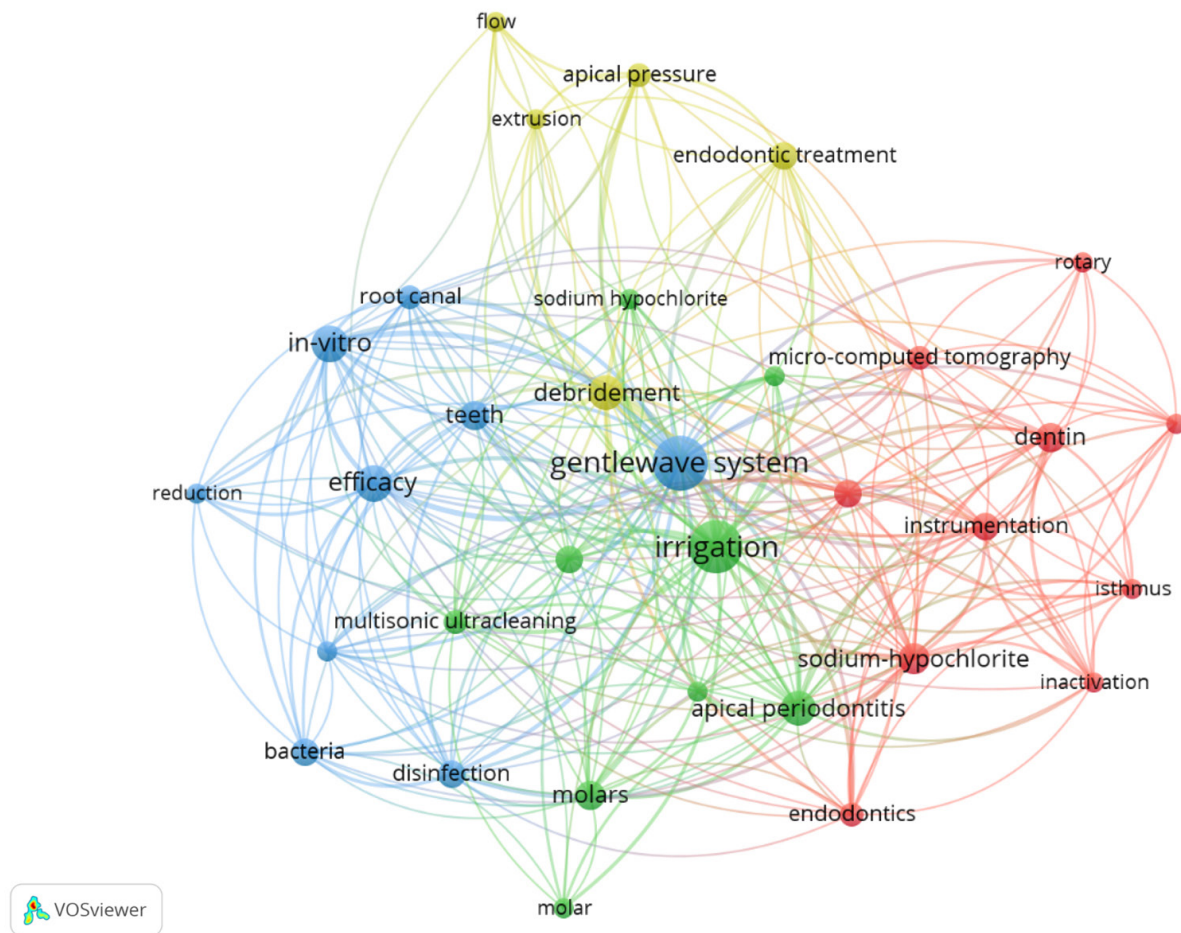 flow
apical pressure
extrusion
endodontic treatment
rotary
root canal
sodium hypochlorite
in-vitro
micro-computed tomography
debridement
teeth
dentin
gentlewave system
efficacy
reduction
instrumentation
irrigation
isthmus
multisonic ultracleaning
sodium-hypochlorite
inactivation
apical periodontitis
bacteria
disinfection
molars
endodontics
molar
VOSviewer